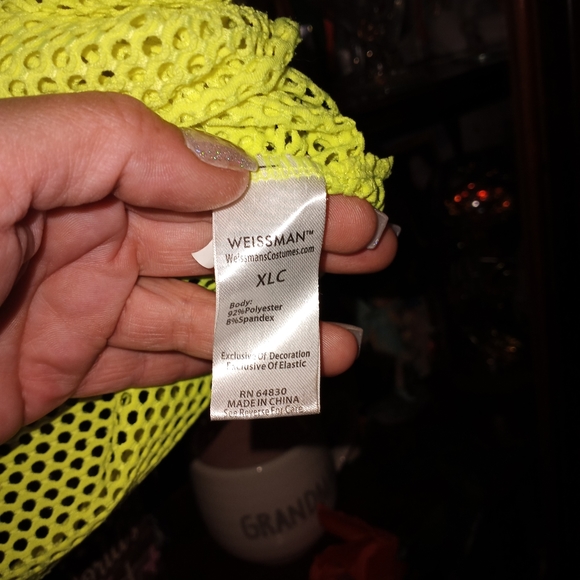 WEISSMAN™
WeissmansCostumes.com
XLC
Body:
92%Polyester
8%Spandex
Exclusive Of Decoration
Exclusive Of Elastic
RN 64830
MADE IN CHINA
See Reverse For Care
GRANDM